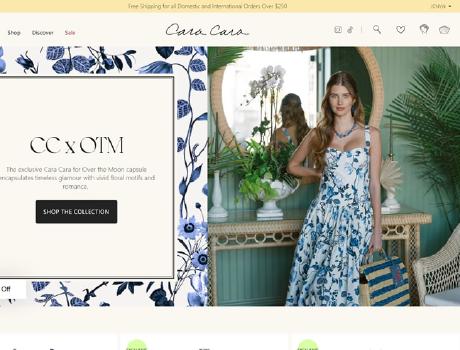 Free Shipping for all Domestic and International Orders Over $250
Shop Discover Sale
Cara Cara
CC x OTM
The exclusive Cara Cara for Over the Moon capsule
encapsulates timeless glamour with vivid floral motifs and
romance.
SHOP THE COLLECTION
Off